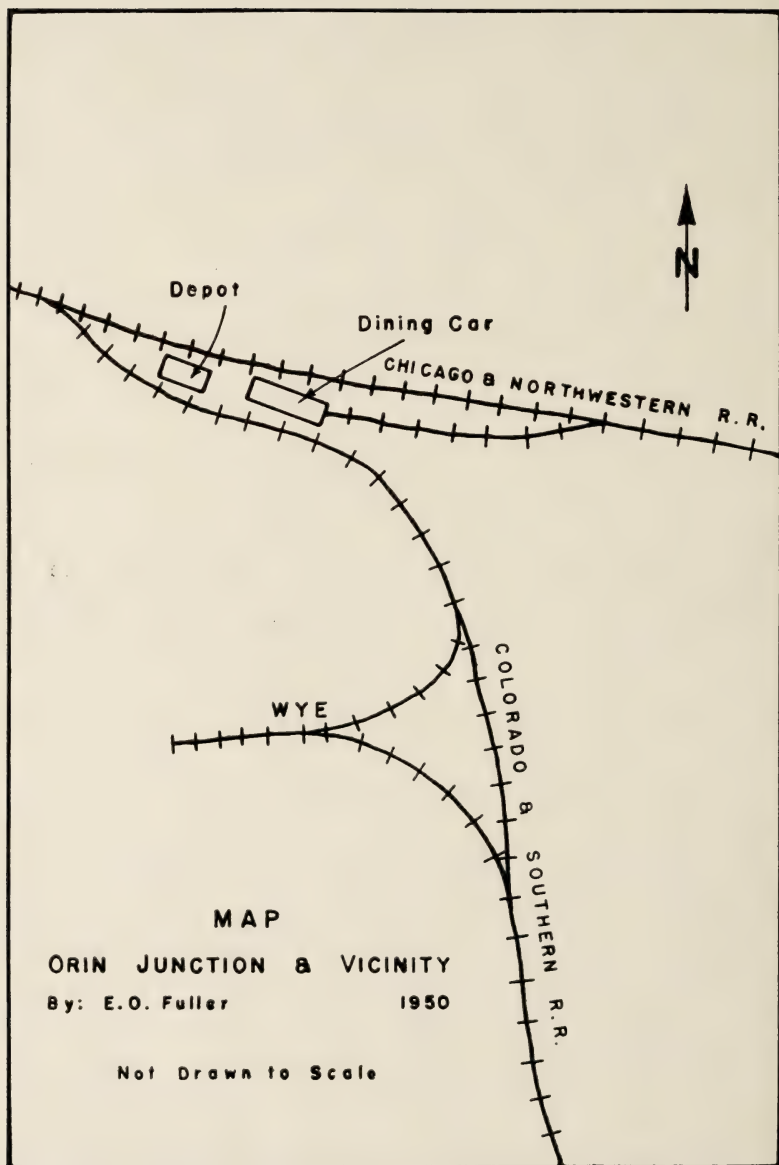 N
Depot
Dining Car
CHICAGO & NORTHWESTERN R.R.
WYE
COLORADO & SOUTHERN R.R.
MAP
ORIN JUNCTION & VICINITY
By: E.O. Fuller 1950
Not Drawn to Scale